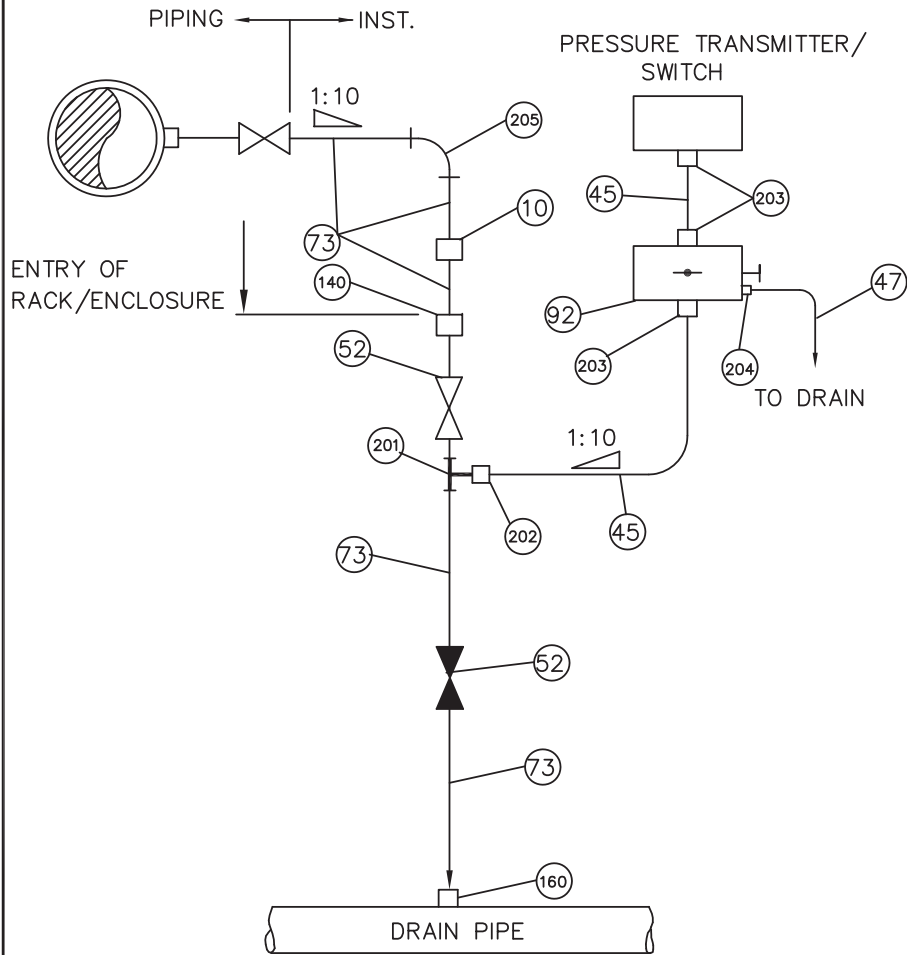 PIPING
INST.
PRESSURE TRANSMITTER/
SWITCH
1:10
205
45
203
10
73
ENTRY OF
RACK/ENCLOSURE
140
92
47
52
203
204
TO DRAIN
201
1:10
202
45
73
52
73
160
DRAIN PIPE